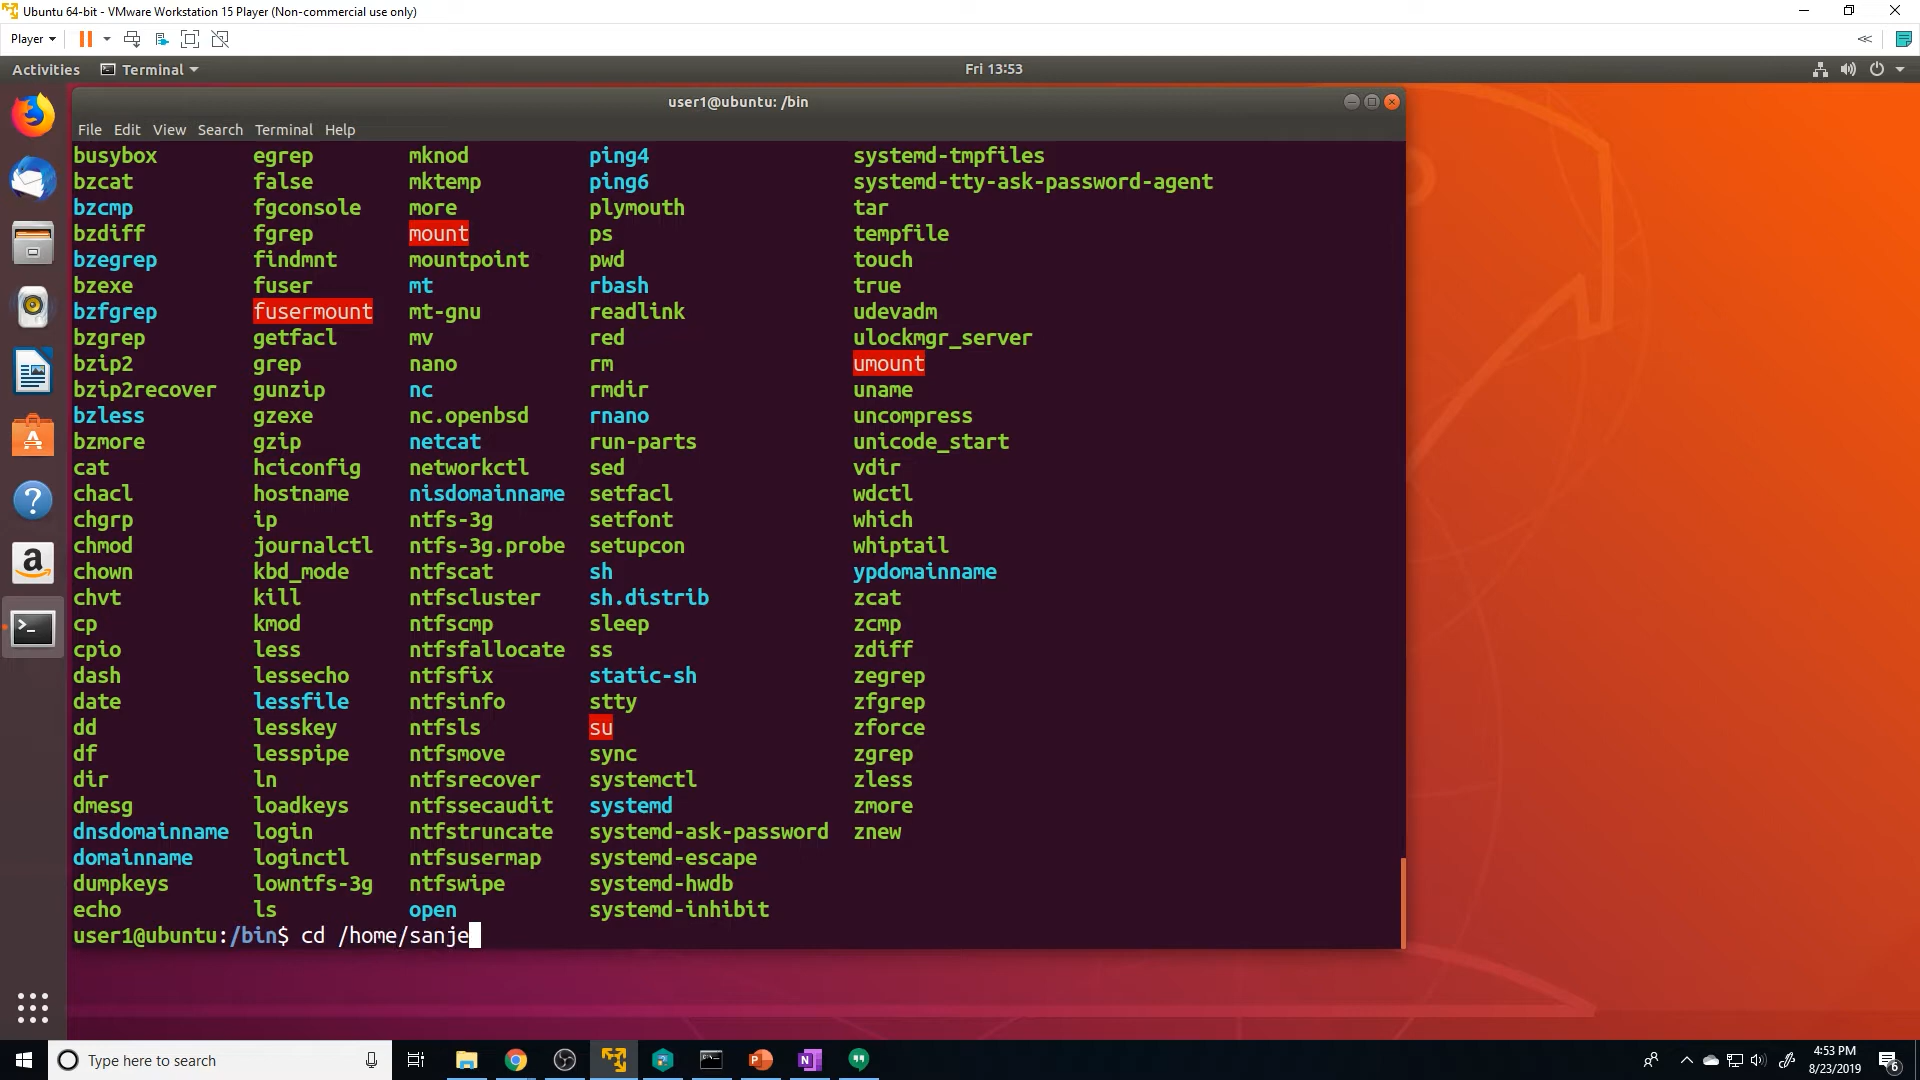 Ubuntu 64-bit - VMware Workstation 15 Player (Non-commercial use only)
Player
Activities Terminal Fri 13:53
user1@ubuntu: /bin
File Edit View Search Terminal Help
busybox egrep mknod ping4 systemd-tmpfiles
bzcat false mktemp ping6 systemd-tty-ask-password-agent
bzcmp fgconsole more plymouth tar
bzdiff fgrep mount ps tempfile
bzegrep findmnt mountpoint pwd touch
bzexe fuser mt rbash true
bzfgrep fusermount mt-gnu readlink udevadm
bzgrep getfacl mv red ulockmgr_server
bzip2 grep nano rm umount
bzip2recover gunzip nc rmdir uname
bzless gzexe nc.openbsd rnano uncompress
bzmore gzip netcat run-parts unicode_start
cat hciconfig networkctl sed vdir
chacl hostname nisdomainname setfacl wdctl
chgrp ip ntfs-3g setfont which
chmod journalctl ntfs-3g.probe setupcon whiptail
chown kbd_mode ntfscat sh ypdomainname
chvt kill ntfscluster sh.distrib zcat
cp kmod ntfscmp sleep zcmp
cpio less ntfsfallocate ss zdiff
dash lessecho ntfsfix static-sh zegrep
date lessfile ntfsinfo stty zfgrep
dd lesskey ntfsls su zforce
df lesspipe ntfsmove sync zgrep
dir ln ntfsrecover systemctl zless
dmesg loadkeys ntfssecaudit systemd zmore
dnsdomainname login ntfstruncate systemd-ask-password znew
domainname loginctl ntfsusermap systemd-escape
dumpkeys lowntfs-3g ntfswipe systemd-hwdb
echo ls open systemd-inhibit
user1@ubuntu:/bin$ cd /home/sanje
Type here to search
4:53 PM
8/23/2019
6